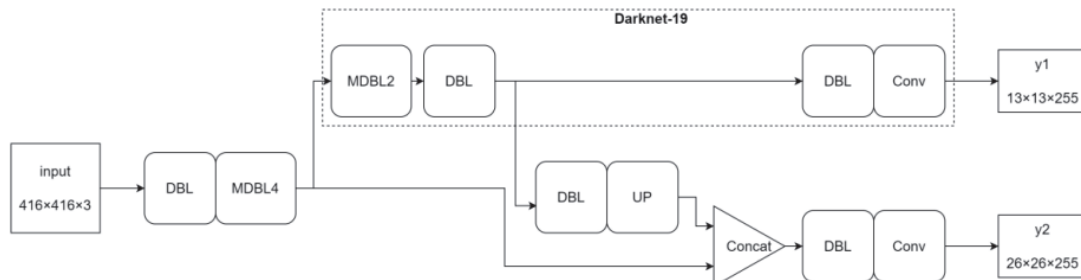 Darknet-19
MDBL2
DBL
DBL
Conv
y1
13×13×255
input
416×416×3
DBL
MDBL4
DBL
UP
Concat
DBL
Conv
y2
26×26×255